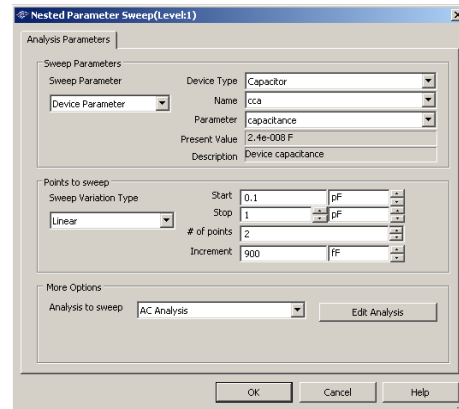 Nested Parameter Sweep(Level:1)
Analysis Parameters
Sweep Parameters
Sweep Parameter
Device Parameter
Device Type Capacitor
Name cca
Parameter capacitance
Present Value 2.4e-008 F
Description Device capacitance
Points to sweep
Sweep Variation Type
Linear
Start 0.1 pF
Stop 1 pF
# of points 2
Increment 900 fF
More Options
Analysis to sweep AC Analysis Edit Analysis
OK Cancel Help